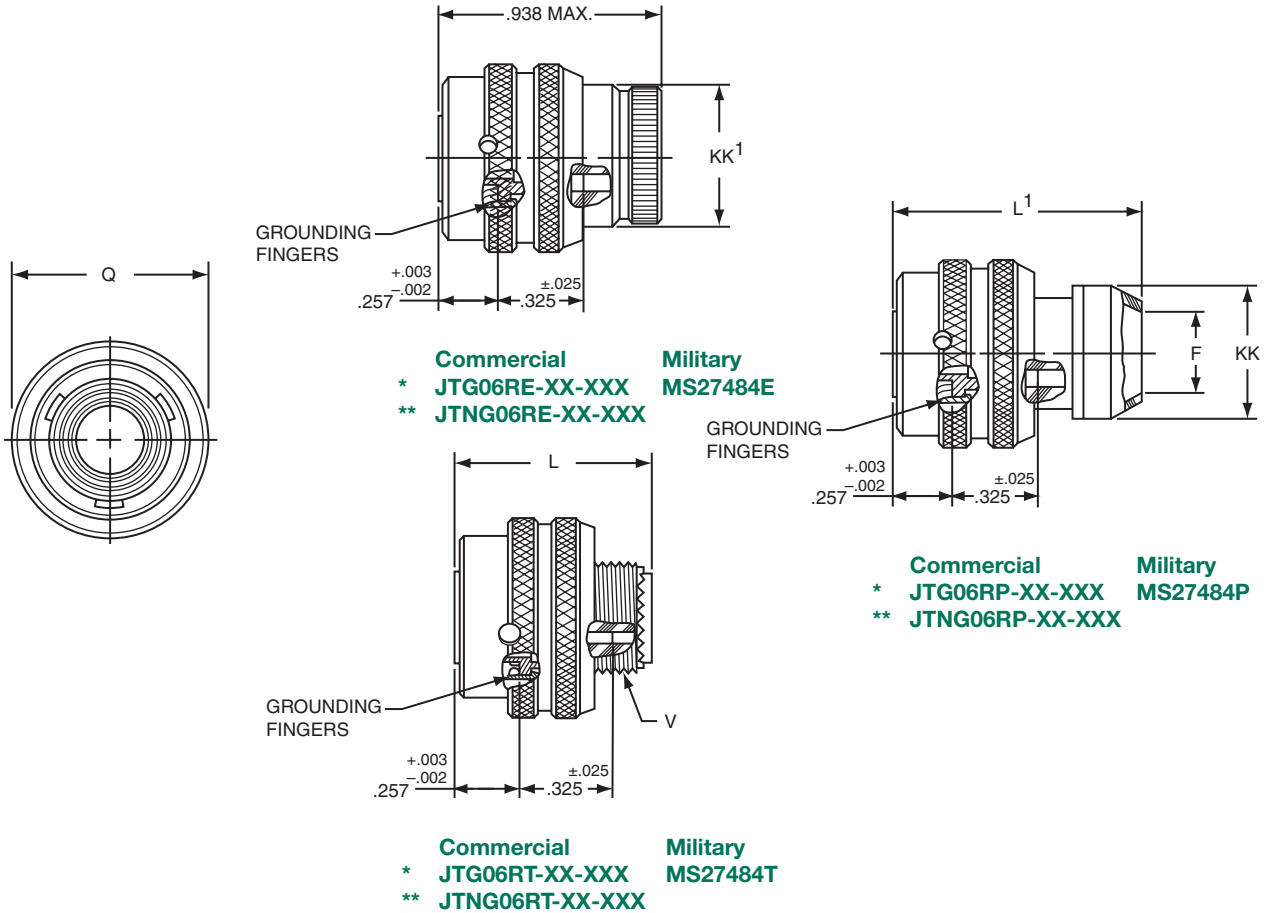 .938 MAX.
KK1
GROUNDING
FINGERS
+.003
–.002
.257
±.025
.325
Commercial Military
* JTG06RE-XX-XXX MS27484E
** JTNG06RE-XX-XXX
Q
L1
F
KK
GROUNDING
FINGERS
+.003
–.002
.257
±.025
.325
Commercial Military
* JTG06RP-XX-XXX MS27484P
** JTNG06RP-XX-XXX
L
GROUNDING
FINGERS
V
+.003
–.002
.257
±.025
.325
Commercial Military
* JTG06RT-XX-XXX MS27484T
** JTNG06RT-XX-XXX